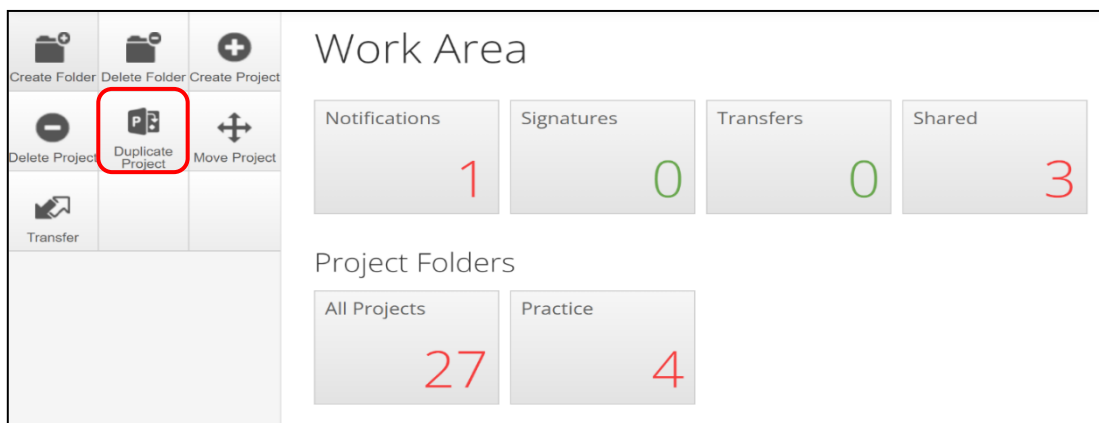 Create Folder Delete Folder Create Project
Delete Project Duplicate Project Move Project
Transfer
Work Area
Notifications Signatures Transfers Shared
1 0 0 3
Project Folders
All Projects Practice
27 4